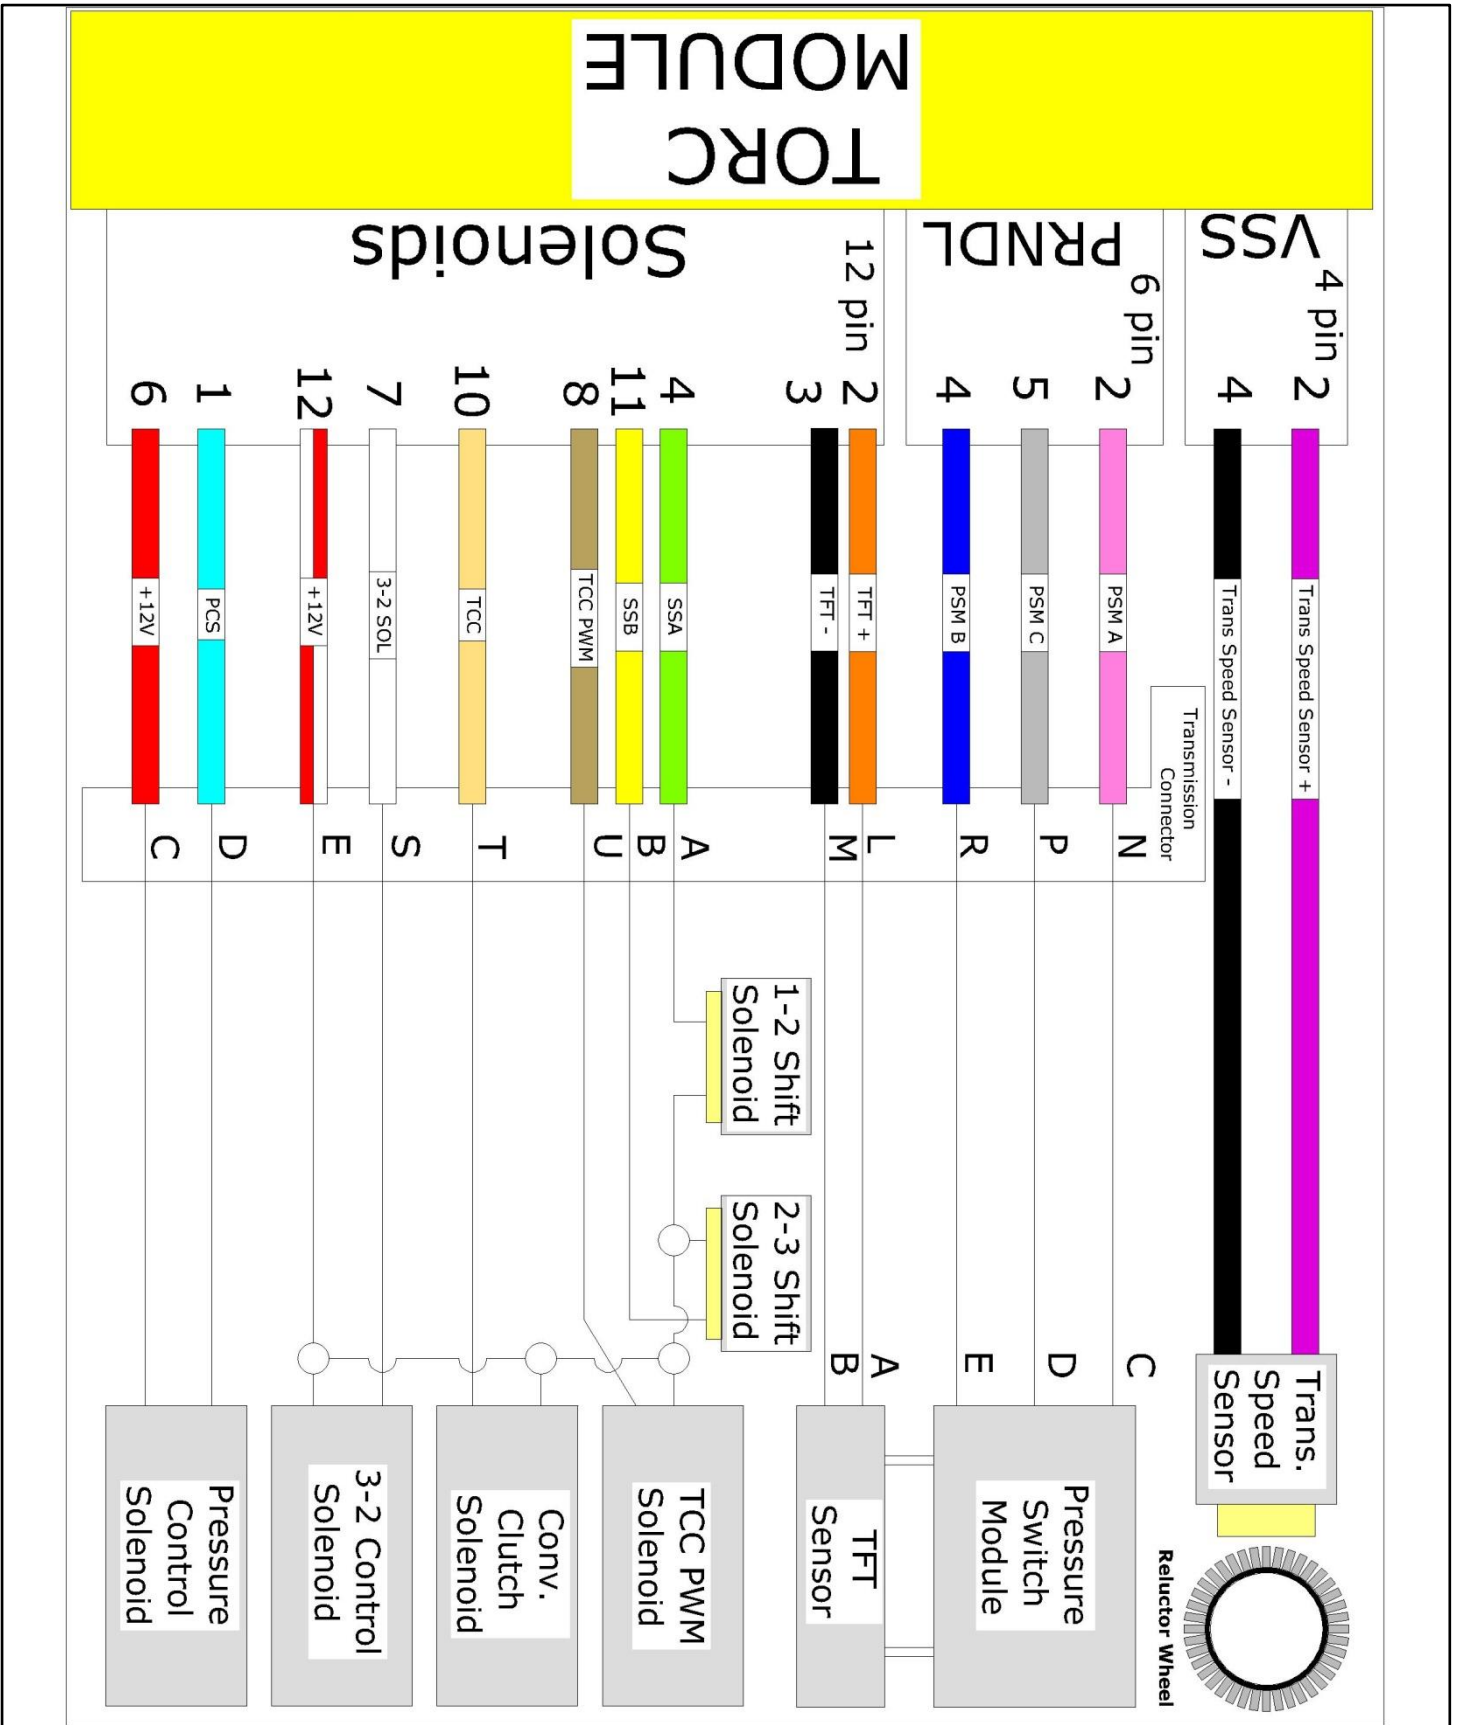 TORC
MODULE
VSS
4 pin
2
4
PRNDL
6 pin
2
5
4
Solenoids
12 pin
2
3
4
11
8
10
7
12
1
6
Trans Speed Sensor +
Trans Speed Sensor -
PSM A
PSM C
PSM B
TFT +
TFT -
SSA
SSB
TCC PWM
TCC
3-2 SOL
+12V
PCS
+12V
Transmission
Connector
N
P
R
L
M
A
B
U
T
S
E
D
C
1-2 Shift
Solenoid
2-3 Shift
Solenoid
C
D
E
A
B
Trans.
Speed
Sensor
Reluctor Wheel
Pressure
Switch
Module
TFT
Sensor
TCC PWM
Solenoid
Conv.
Clutch
Solenoid
3-2 Control
Solenoid
Pressure
Control
Solenoid